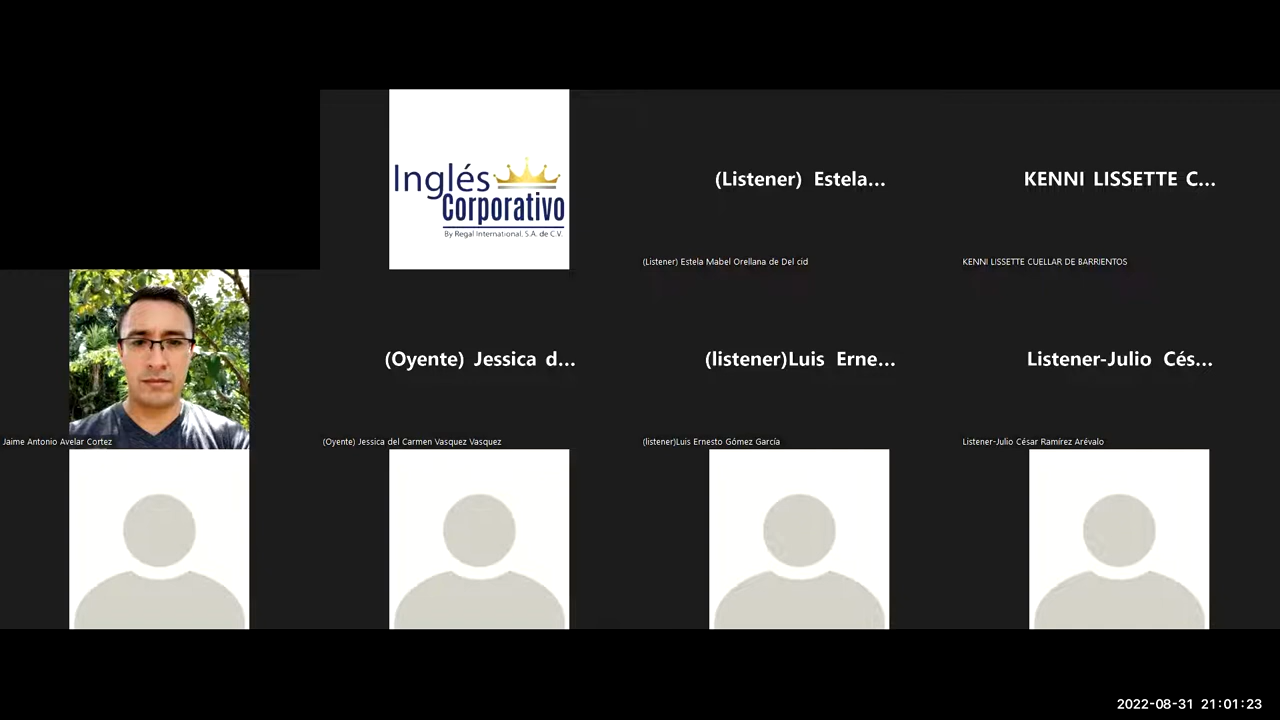 Inglés
Corporativo
By Regal International, S.A. de C.V.
(Listener) Estela...
KENNI LISSETTE C...
(Listener) Estela Mabel Orellana de Del cid
KENNI LISSETTE CUELLAR DE BARRIENTOS
(Oyente) Jessica d...
(listener)Luis Erne...
Listener-Julio Cés...
Jaime Antonio Avelar Cortez
(Oyente) Jessica del Carmen Vasquez Vasquez
(listener)Luis Ernesto Gómez García
Listener-Julio César Ramírez Arévalo
2022-08-31 21:01:23